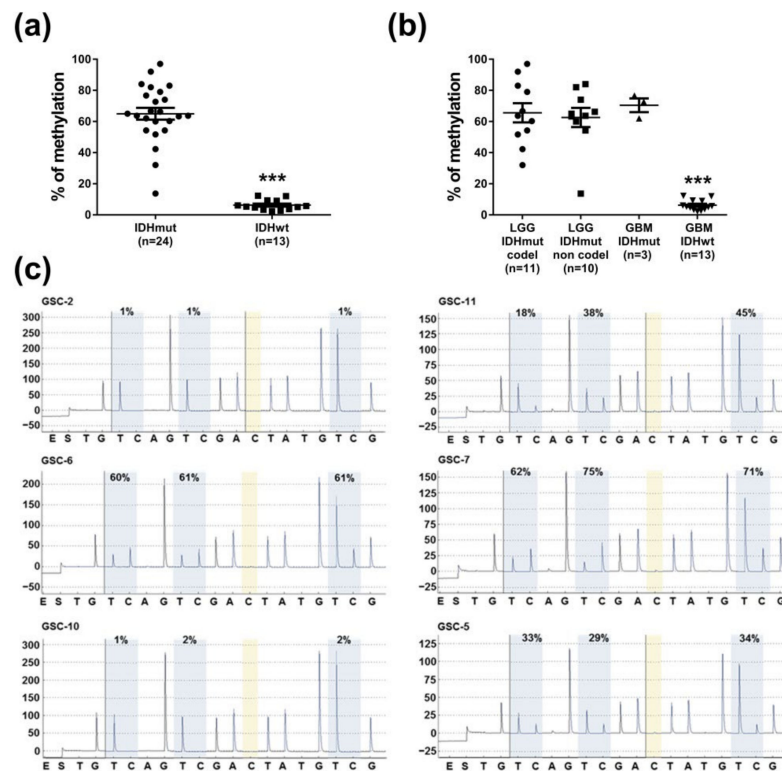 (a)
% of methylation
100
80
60
40
20
0
***
IDHmut
(n=24)
IDHwt
(n=13)
(b)
% of methylation
100
80
60
40
20
0
***
LGG
IDHmut
codel
(n=11)
LGG
IDHmut
non codel
(n=10)
GBM
IDHmut
(n=3)
GBM
IDHwt
(n=13)
(c)
GSC-2
1% 1% 1%
300
250
200
150
100
50
0
−50
E S T G T C A G T C G A C T A T G T C G
GSC-11
18% 38% 45%
150
125
100
75
50
25
0
−25
E S T G T C A G T C G A C T A T G T C G
GSC-6
60% 61% 61%
200
150
100
50
0
−50
E S T G T C A G T C G A C T A T G T C G
GSC-7
62% 75% 71%
150
125
100
75
50
25
0
−25
E S T G T C A G T C G A C T A T G T C G
GSC-10
1% 2% 2%
300
250
200
150
100
50
0
E S T G T C A G T C G A C T A T G T C G
GSC-5
33% 29% 34%
125
100
75
50
25
0
−25
E S T G T C A G T C G A C T A T G T C G